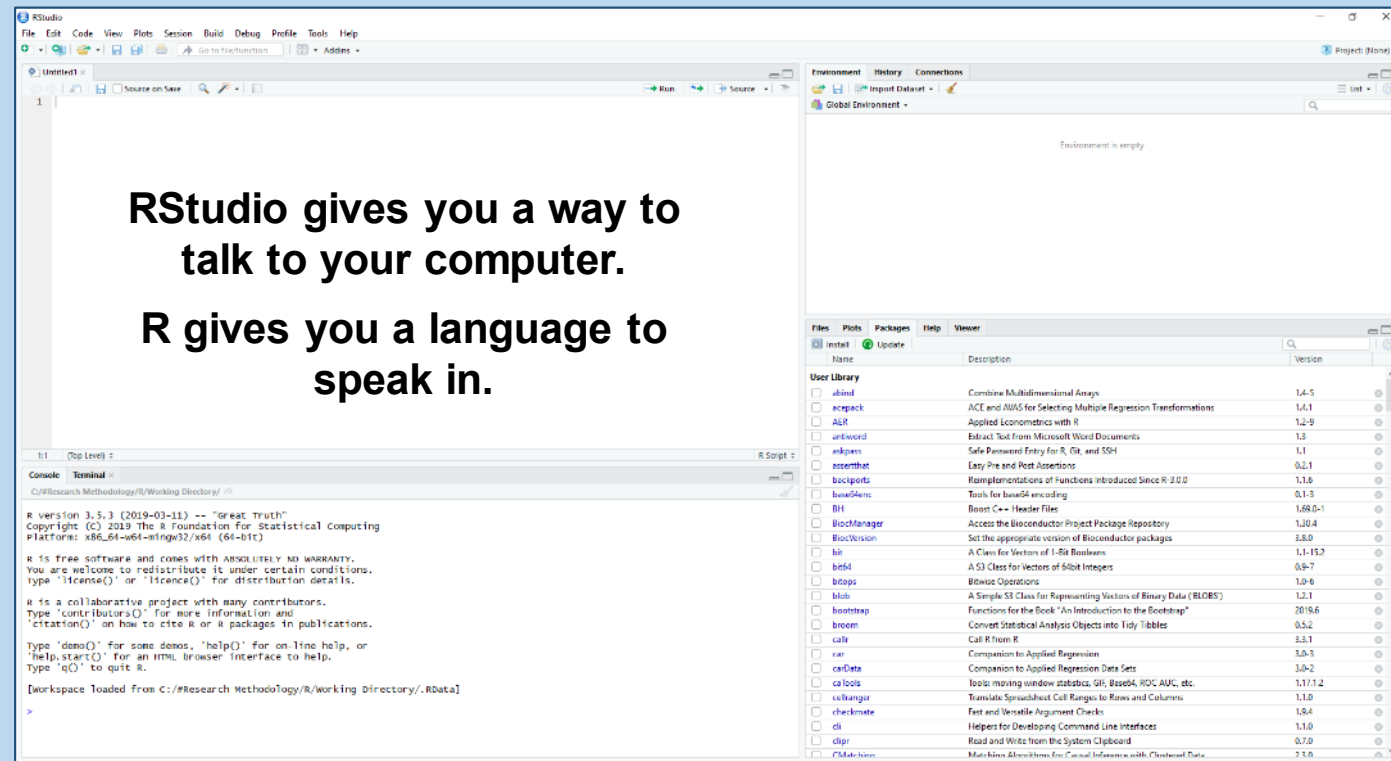 RStudio
File Edit Code View Plots Session Build Debug Profile Tools Help
Go to file/function Addins
Project: (None)
Untitled1
Source on Save Run Source
1
RStudio gives you a way to
talk to your computer.
R gives you a language to
speak in.
1:1 (Top Level) R Script
Console Terminal
C:/#Research Methodology/R/Working Directory/
R version 3.5.3 (2019-03-11) -- "Great Truth"
Copyright (C) 2019 The R Foundation for Statistical Computing
Platform: x86_64-w64-mingw32/x64 (64-bit)
R is free software and comes with ABSOLUTELY NO WARRANTY.
You are welcome to redistribute it under certain conditions.
Type 'license()' or 'licence()' for distribution details.
R is a collaborative project with many contributors.
Type 'contributors()' for more information and
'citation()' on how to cite R or R packages in publications.
Type 'demo()' for some demos, 'help()' for on-line help, or
'help.start()' for an HTML browser interface to help.
Type 'q()' to quit R.
[Workspace loaded from C:/#Research Methodology/R/Working Directory/.RData]
>
Environment History Connections
Import Dataset List
Global Environment
Environment is empty
Files Plots Packages Help Viewer
Install Update
Name Description Version
User Library
abind Combine Multidimensional Arrays 1.4-5
acepack ACE and AVAS for Selecting Multiple Regression Transformations 1.4.1
AER Applied Econometrics with R 1.2-9
antiword Extract Text from Microsoft Word Documents 1.3
askpass Safe Password Entry for R, Git, and SSH 1.1
assertthat Easy Pre and Post Assertions 0.2.1
backports Reimplementations of Functions Introduced Since R-3.0.0 1.1.6
base64enc Tools for base64 encoding 0.1-3
BH Boost C++ Header Files 1.69.0-1
BiocManager Access the Bioconductor Project Package Repository 1.30.4
BiocVersion Set the appropriate version of Bioconductor packages 3.8.0
bit A Class for Vectors of 1-Bit Booleans 1.1-15.2
bit64 A S3 Class for Vectors of 64bit Integers 0.9-7
bitops Bitwise Operations 1.0-6
blob A Simple S3 Class for Representing Vectors of Binary Data ('BLOBS') 1.2.1
bootstrap Functions for the Book "An Introduction to the Bootstrap" 2019.6
broom Convert Statistical Analysis Objects into Tidy Tibbles 0.5.2
callr Call R from R 3.3.1
car Companion to Applied Regression 3.0-3
carData Companion to Applied Regression Data Sets 3.0-2
caTools Tools: moving window statistics, GIF, Base64, ROC AUC, etc. 1.17.1.2
cellranger Translate Spreadsheet Cell Ranges to Rows and Columns 1.1.0
checkmate Fast and Versatile Argument Checks 1.9.4
cli Helpers for Developing Command Line Interfaces 1.1.0
clipr Read and Write from the System Clipboard 0.7.0
CMatching Matching Algorithms for Causal Inference with Clustered Data 2.3.0